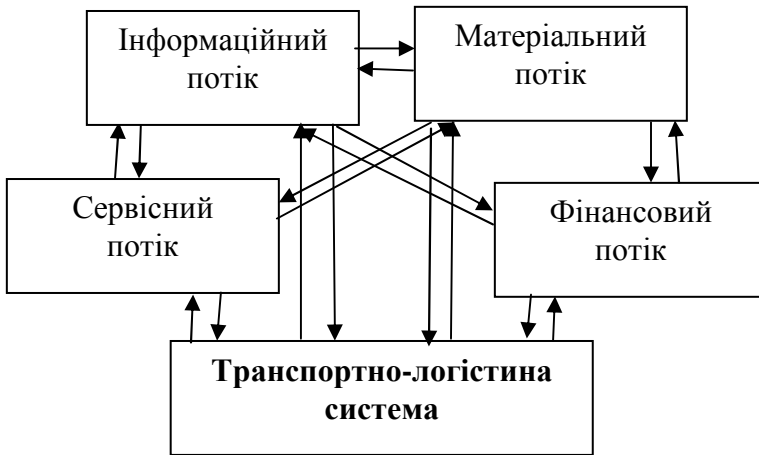 Інформаційний
потік
Матеріальний
потік
Сервісний
потік
Фінансовий
потік
Транспортно-логістина
система